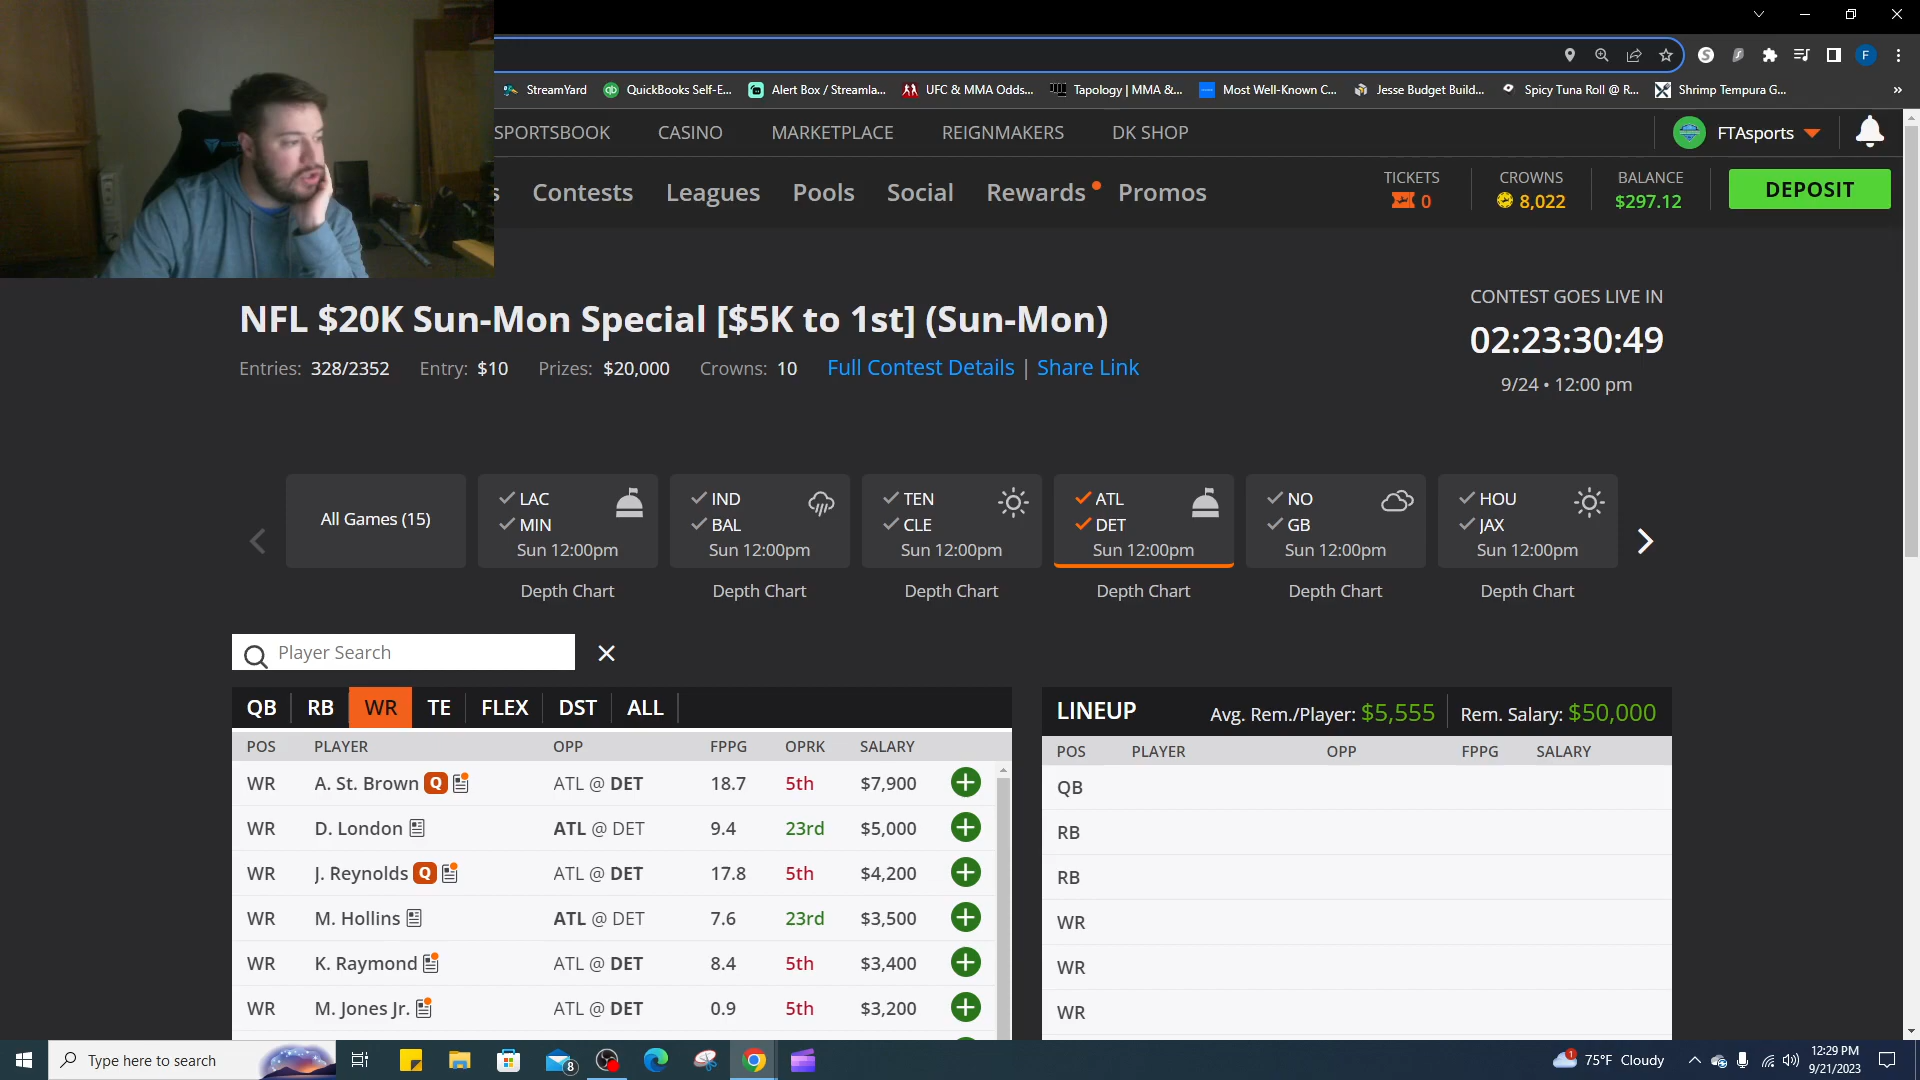 StreamYard QuickBooks Self-E... Alert Box / Streamla... UFC & MMA Odds... Tapology | MMA &... Most Well-Known C... Jesse Budget Build... Spicy Tuna Roll @ R... Shrimp Tempura G... »
F
SPORTSBOOK CASINO MARKETPLACE REIGNMAKERS DK SHOP FTAsports
s Contests Leagues Pools Social Rewards Promos
TICKETS CROWNS BALANCE DEPOSIT
0 8,022 $297.12
NFL $20K Sun-Mon Special [$5K to 1st] (Sun-Mon)
CONTEST GOES LIVE IN
02:23:30:49
Entries: 328/2352 Entry: $10 Prizes: $20,000 Crowns: 10 Full Contest Details | Share Link
9/24 • 12:00 pm
All Games (15)
LAC IND TEN ATL NO HOU
MIN BAL CLE DET GB JAX
Sun 12:00pm Sun 12:00pm Sun 12:00pm Sun 12:00pm Sun 12:00pm Sun 12:00pm
Depth Chart Depth Chart Depth Chart Depth Chart Depth Chart Depth Chart
Player Search
QB RB WR TE FLEX DST ALL
POS PLAYER OPP FPPG OPRK SALARY
WR A. St. Brown Q ATL @ DET 18.7 5th $7,900
WR D. London ATL @ DET 9.4 23rd $5,000
WR J. Reynolds Q ATL @ DET 17.8 5th $4,200
WR M. Hollins ATL @ DET 7.6 23rd $3,500
WR K. Raymond ATL @ DET 8.4 5th $3,400
WR M. Jones Jr. ATL @ DET 0.9 5th $3,200
LINEUP Avg. Rem./Player: $5,555 Rem. Salary: $50,000
POS PLAYER OPP FPPG SALARY
QB
RB
RB
WR
WR
WR
Type here to search
8
1
75°F Cloudy
12:29 PM
9/21/2023